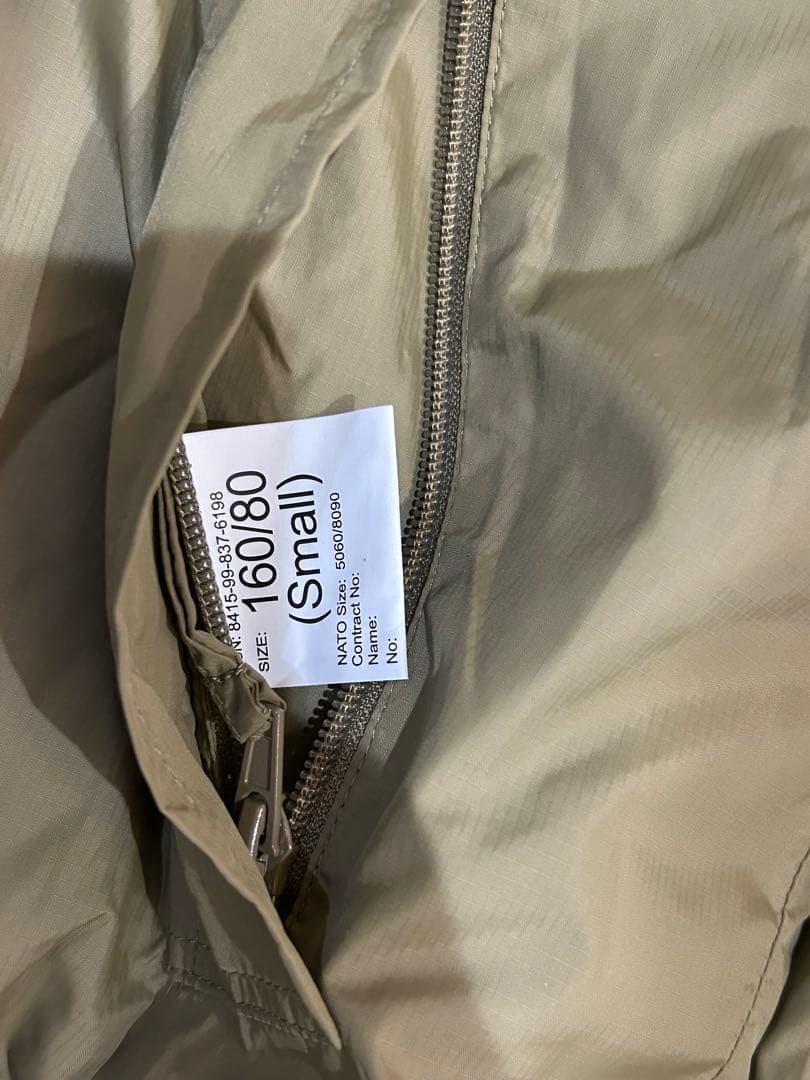 N: 8415-99-837-6198
SIZE: 160/80
(Small)
NATO Size: 5060/8090
Contract No:
Name:
No: